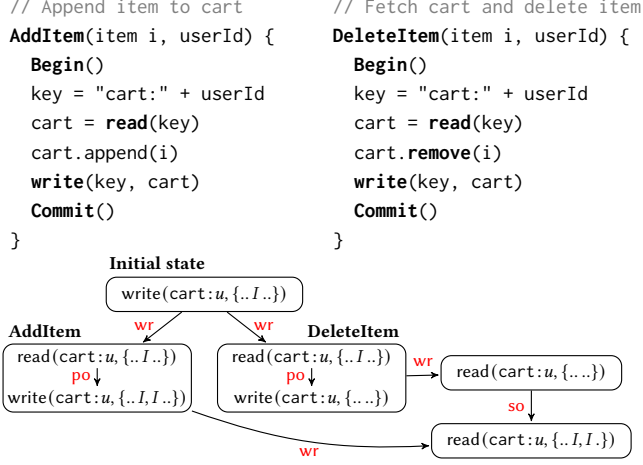 // Append item to cart
AddItem(item i, userId) {
Begin()
key = "cart:" + userId
cart = read(key)
cart.append(i)
write(key, cart)
Commit()
}
// Fetch cart and delete item
DeleteItem(item i, userId) {
Begin()
key = "cart:" + userId
cart = read(key)
cart.remove(i)
write(key, cart)
Commit()
}
Initial state
write(cart:u, {.. I ..})
wr
wr
AddItem
read(cart:u, {.. I ..})
po
write(cart:u, {.. I, I ..})
DeleteItem
read(cart:u, {.. I ..})
po
write(cart:u, {.. ..})
wr
read(cart:u, {.. ..})
so
read(cart:u, {.. I, I ..})
wr